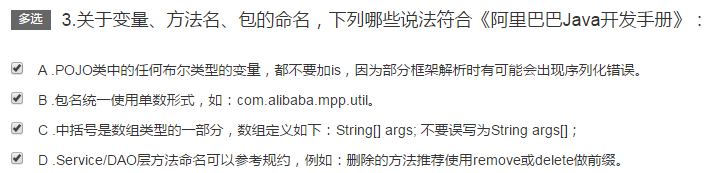 多选 3.关于变量、方法名、包的命名，下列哪些说法符合《阿里巴巴Java开发手册》：
A .POJO类中的任何布尔类型的变量，都不要加is，因为部分框架解析时有可能会出现序列化错误。
B .包名统一使用单数形式，如：com.alibaba.mpp.util。
C .中括号是数组类型的一部分，数组定义如下：String[] args; 不要误写为String args[]；
D .Service/DAO层方法命名可以参考规约，例如：删除的方法推荐使用remove或delete做前缀。